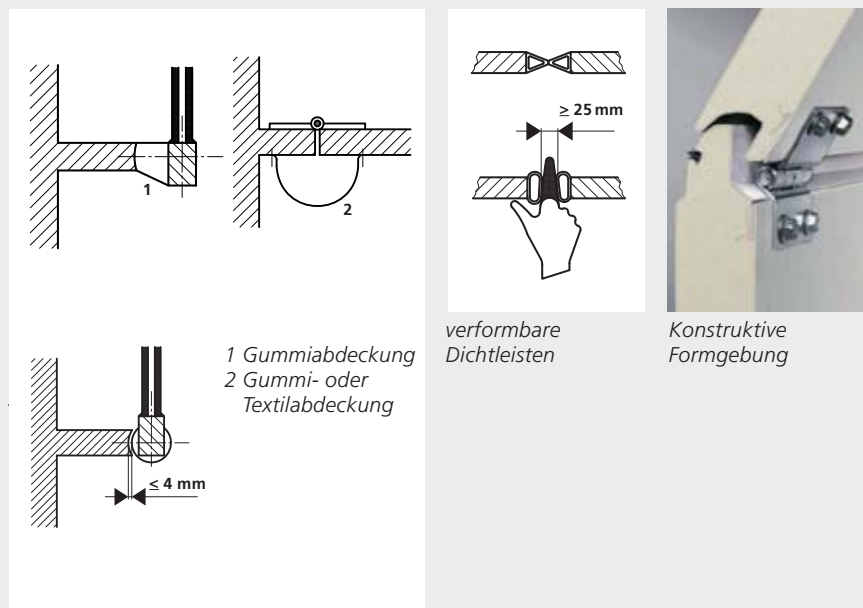 1
2
≥ 25 mm
1 Gummiabdeckung
2 Gummi- oder
Textilabdeckung
≤ 4 mm
verformbare
Dichtleisten
Konstruktive
Formgebung